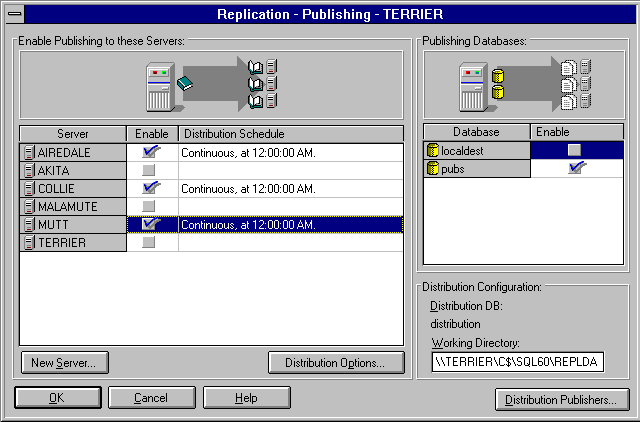 Replication - Publishing - TERRIER
Enable Publishing to these Servers:
Server Enable Distribution Schedule
AIREDALE Continuous, at 12:00:00 AM.
AKITA
COLLIE Continuous, at 12:00:00 AM.
MALAMUTE
MUTT Continuous, at 12:00:00 AM.
TERRIER
New Server...
Distribution Options...
Publishing Databases:
Database Enable
localdest
pubs
Distribution Configuration:
Distribution DB:
distribution
Working Directory:
\\TERRIER\C$\SQL60\REPLDA
OK
Cancel
Help
Distribution Publishers...